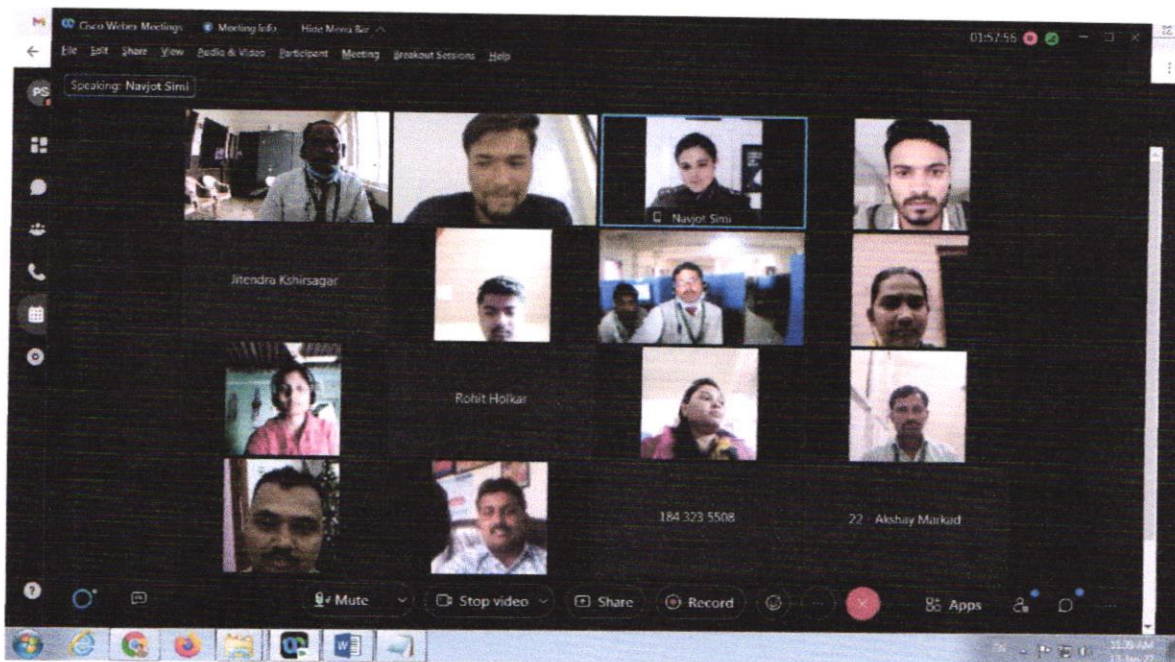 Cisco Webex Meetings Meeting Info Hide Menu Bar
01:57:56
File Edit Share View Audio & Video Participant Meeting Breakout Sessions Help
PS
Speaking: Navjot Simi
Navjot Simi
Jitendra Kshirsagar
Rohit Holkar
184 323 5508
22 - Akshay Markad
Mute
Stop video
Share
Record
Apps